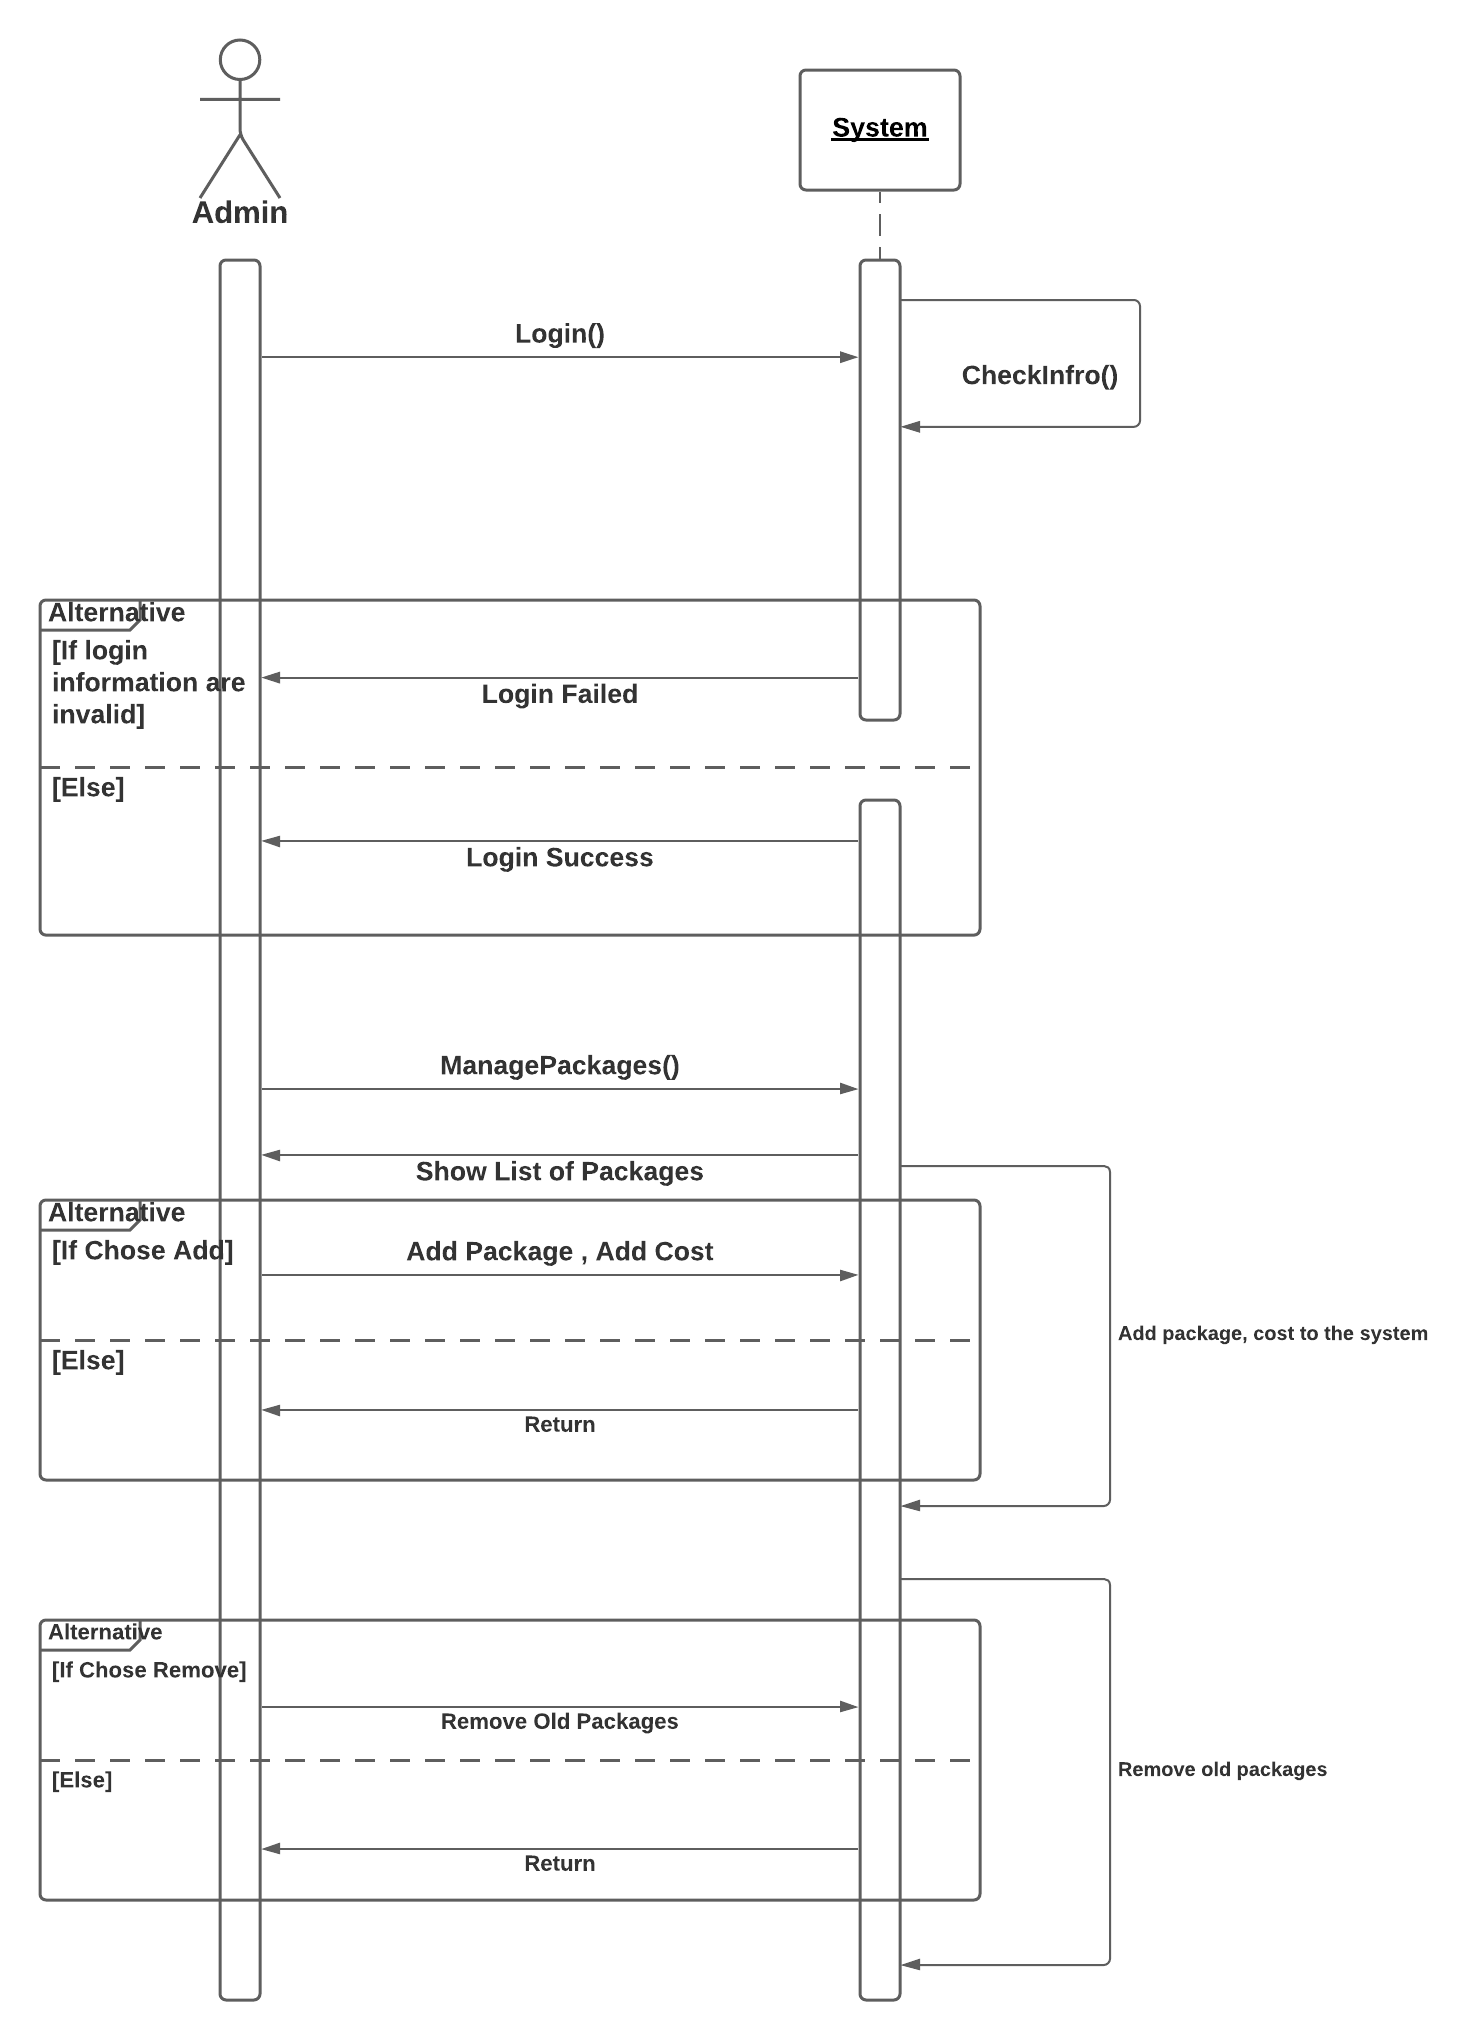 System
Admin
Login()
CheckInfro()
Alternative
[If login
information are
invalid]
Login Failed
[Else]
Login Success
ManagePackages()
Show List of Packages
Alternative
[If Chose Add]
Add Package , Add Cost
Add package, cost to the system
[Else]
Return
Alternative
[If Chose Remove]
Remove Old Packages
Remove old packages
[Else]
Return